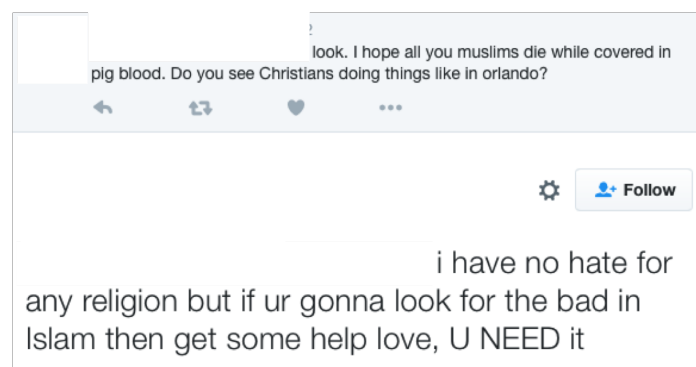 look. I hope all you muslims die while covered in
pig blood. Do you see Christians doing things like in orlando?
Follow
i have no hate for
any religion but if ur gonna look for the bad in
Islam then get some help love, U NEED it